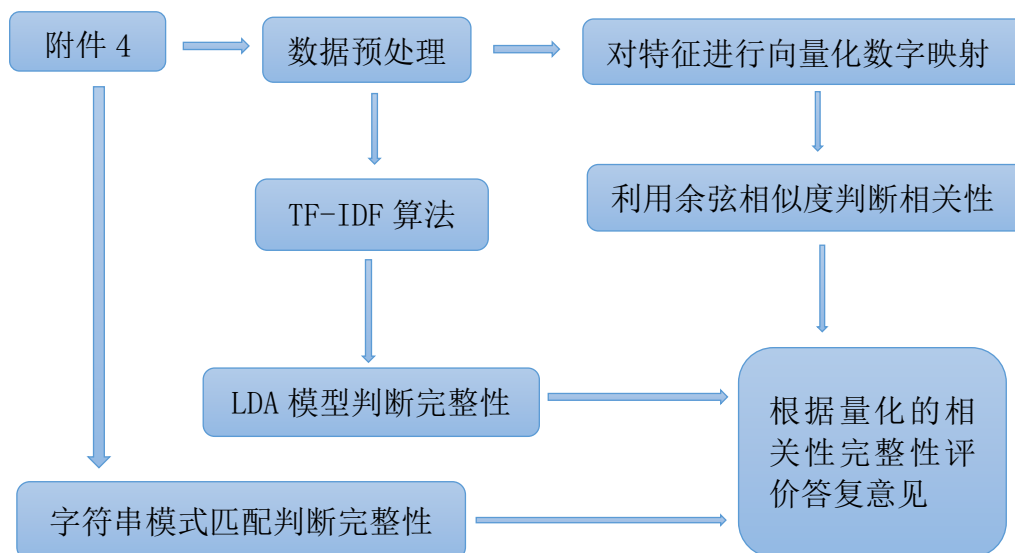 附件 4
数据预处理
对特征进行向量化数字映射
TF-IDF 算法
利用余弦相似度判断相关性
LDA 模型判断完整性
根据量化的相
关性完整性评
价答复意见
字符串模式匹配判断完整性